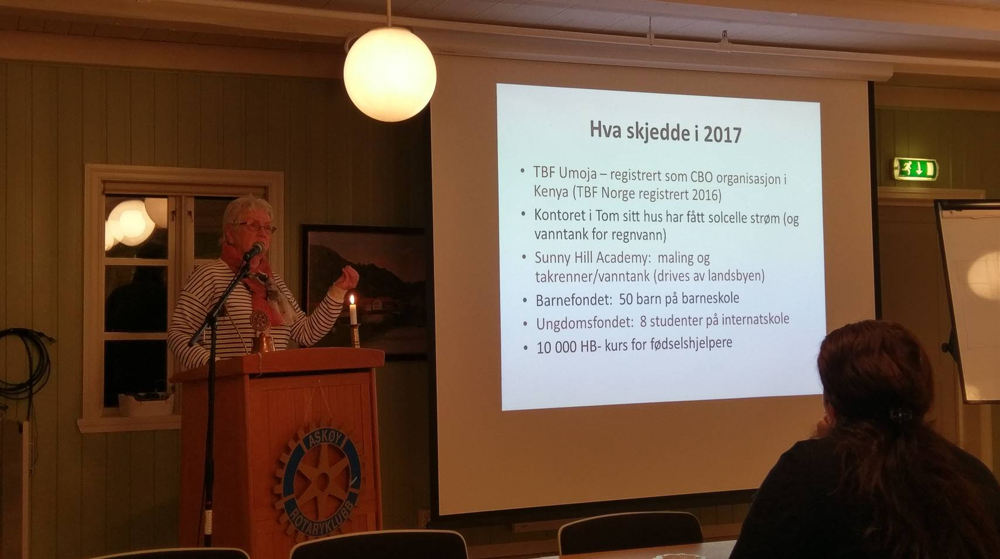 Hva skjedde i 2017
• TBF Umoja – registrert som CBO organisasjon i
Kenya (TBF Norge registrert 2016)
• Kontoret i Tom sitt hus har fått solcelle strøm (og
vanntank for regnvann)
• Sunny Hill Academy: maling og
takrenner/vanntank (drives av landsbyen)
• Barnefondet: 50 barn på barneskole
• Ungdomsfondet: 8 studenter på internatskole
• 10 000 HB- kurs for fødselshjelpere
ASKØY
ROTARYKLUBB